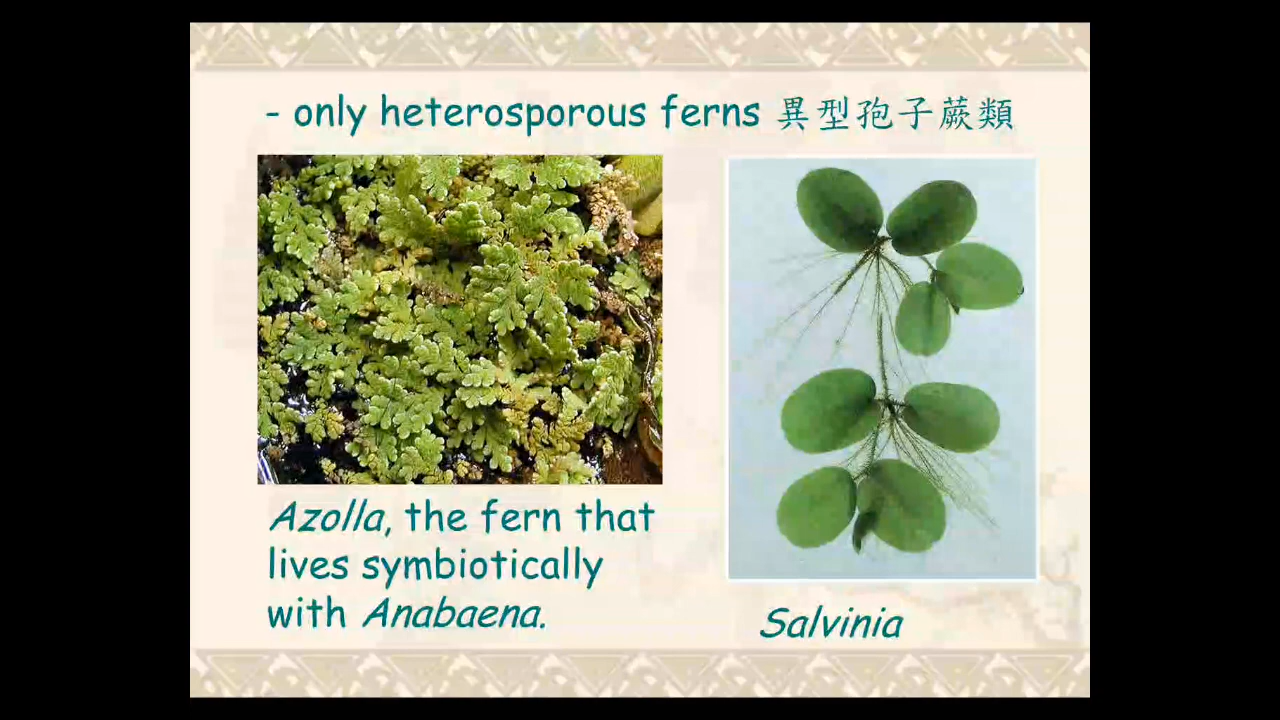 - only heterosporous ferns 異型孢子蕨類
Azolla, the fern that
lives symbiotically
with Anabaena.
Salvinia